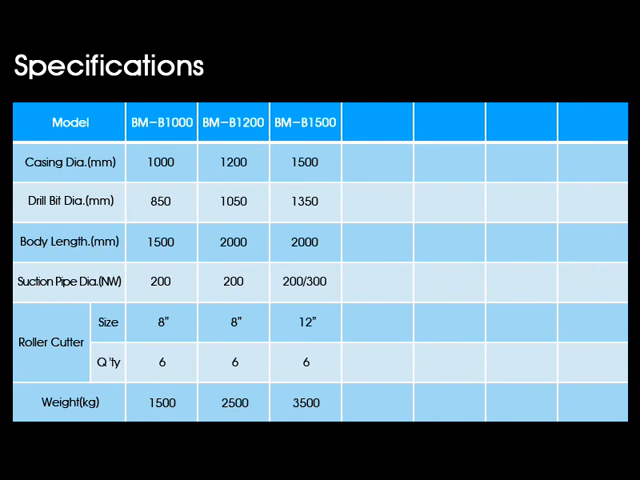 Specifications
Model BM-B1000 BM-B1200 BM-B1500
Casing Dia.(mm) 1000 1200 1500
Drill Bit Dia.(mm) 850 1050 1350
Body Length.(mm) 1500 2000 2000
Suction Pipe Dia.(NW) 200 200 200/300
Roller Cutter
Size 8" 8" 12"
Q'ty 6 6 6
Weight(kg) 1500 2500 3500